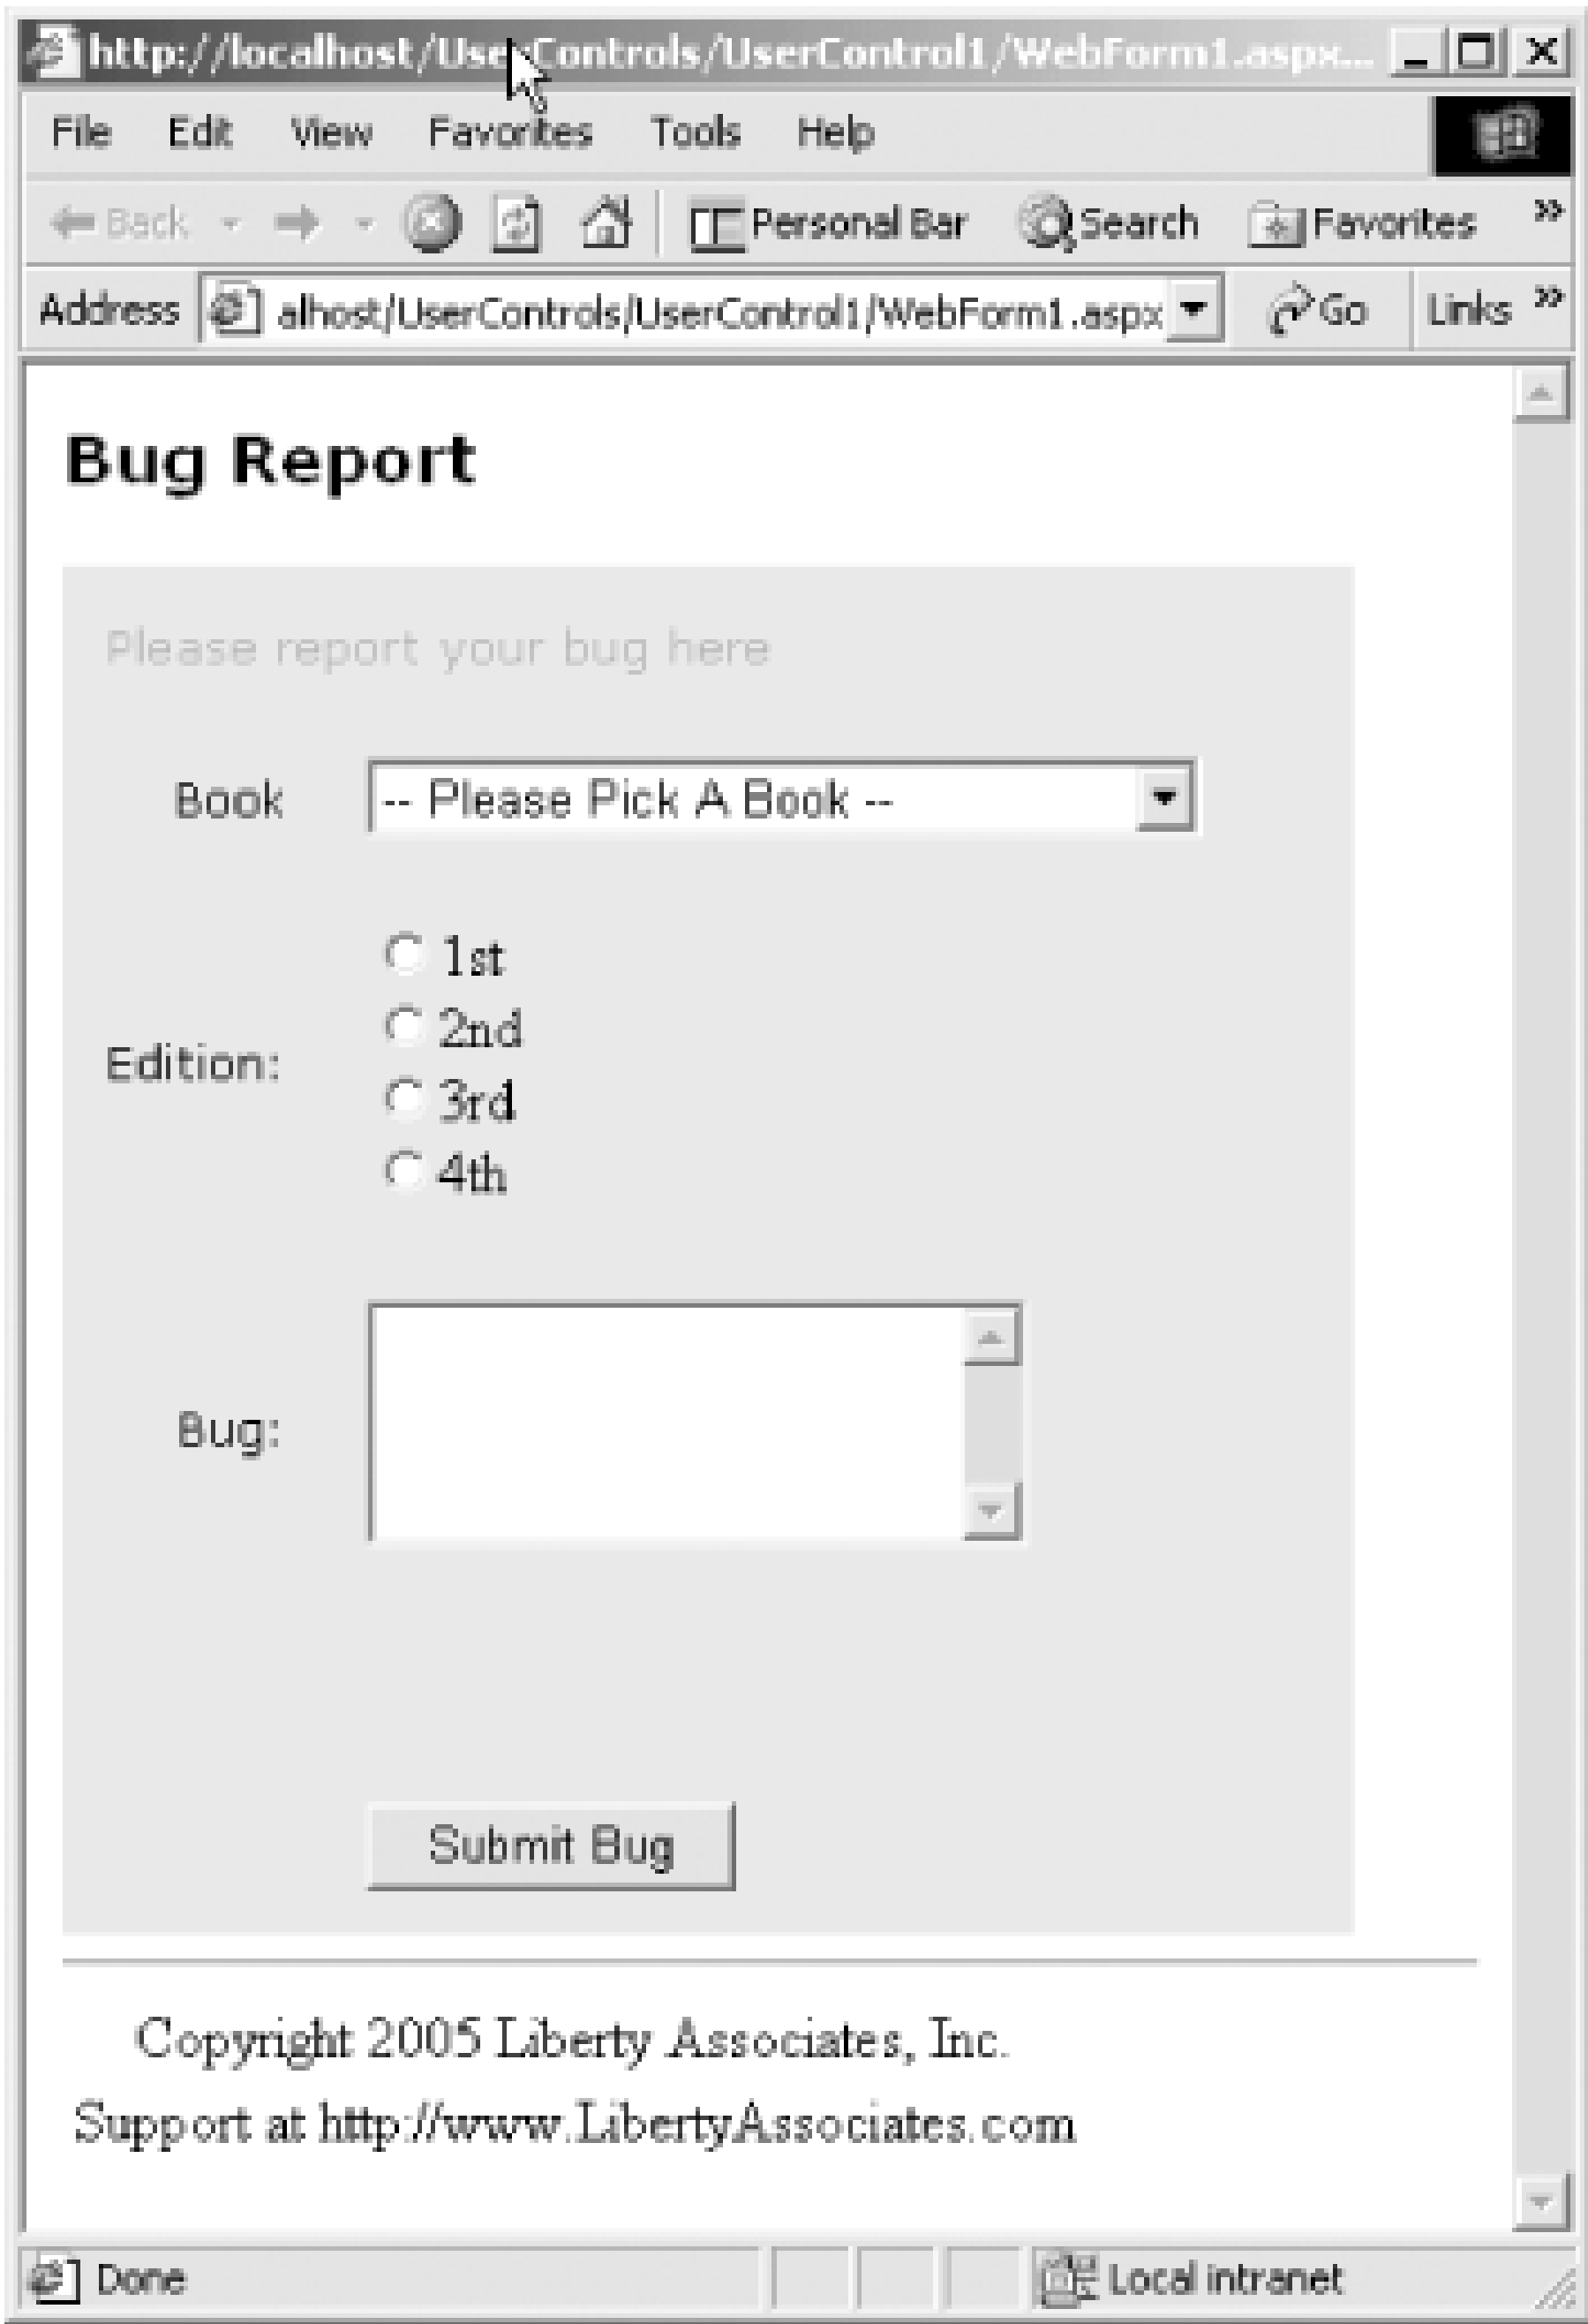 http://localhost/UserControls/UserControl1/WebForm1.aspx...
File Edit View Favorites Tools Help
Back Personal Bar Search Favorites »
Address alhost/UserControls/UserControl1/WebForm1.aspx Go Links »
Bug Report
Please report your bug here
Book -- Please Pick A Book --
1st
2nd
Edition:
3rd
4th
Bug:
Submit Bug
Copyright 2005 Liberty Associates, Inc.
Support at http://www.LibertyAssociates.com
Done Local intranet